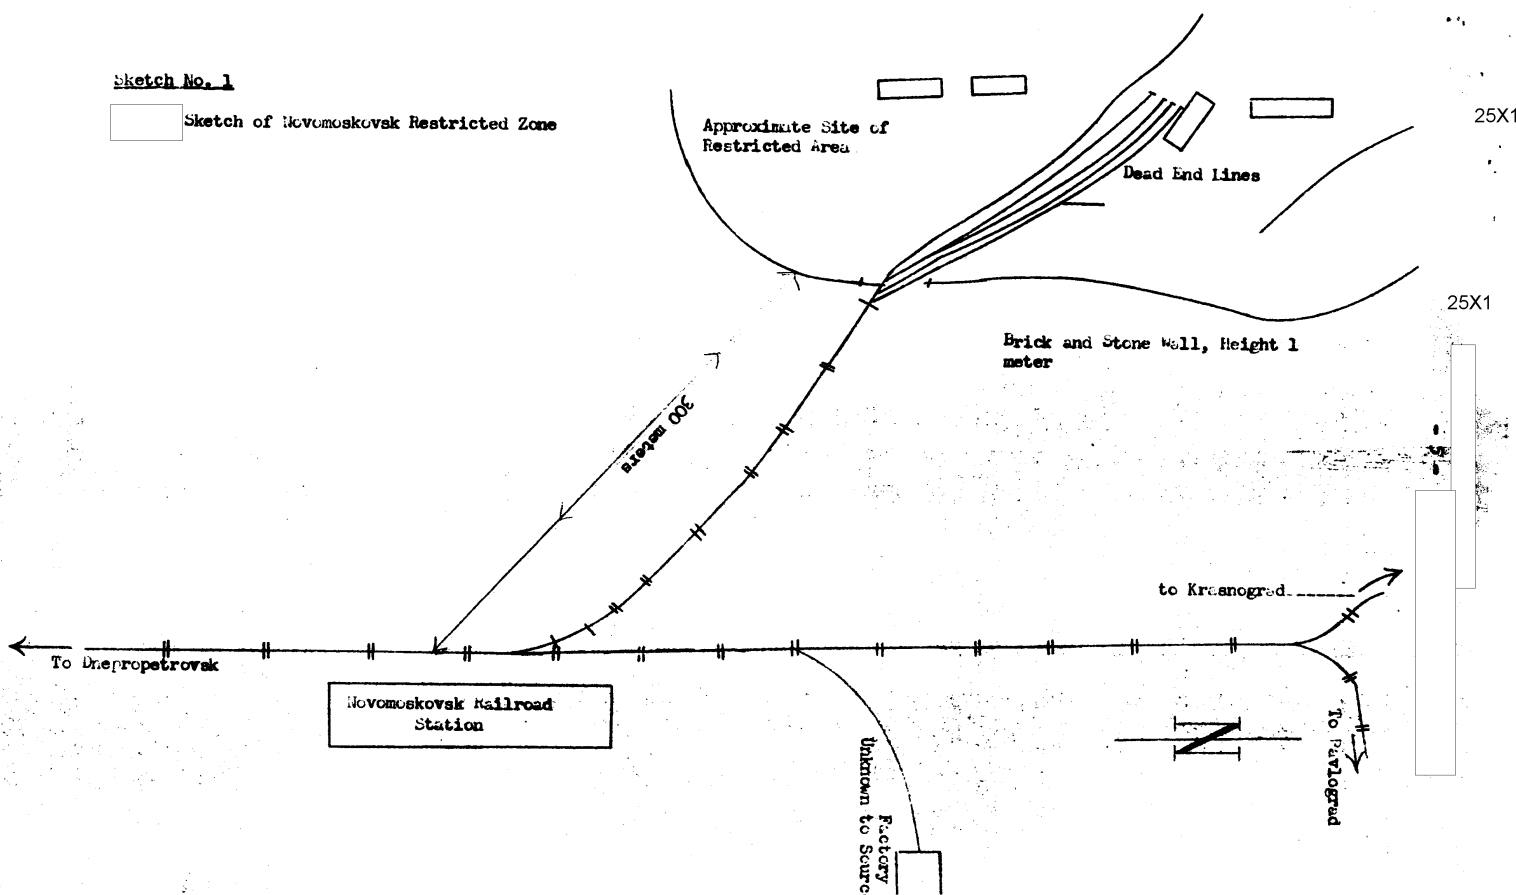 Sketch No. 1
Sketch of Novomoskovsk Restricted Zone
25X1
Approximate Site of
Restricted Area
Dead End Lines
25X1
Brick and Stone Wall, Height 1
meter
300 meters
-5-
to Krasnograd
To Dnepropetrovsk
Novomoskovsk Railroad
Station
To Pavlograd
Factory
Unknown to Sourc